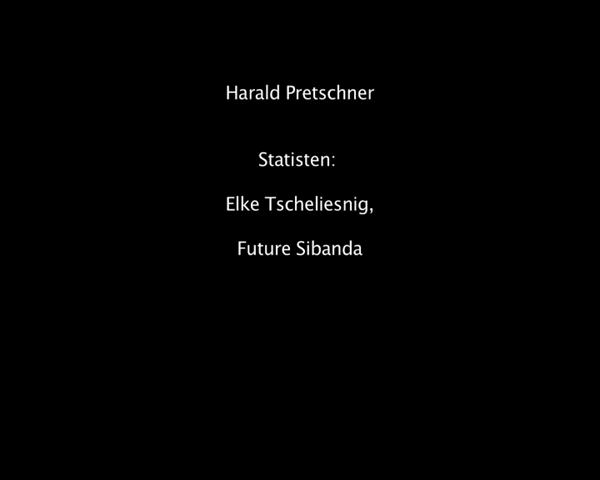 Harald Pretschner
Statisten:
Elke Tscheliesnig,
Future Sibanda